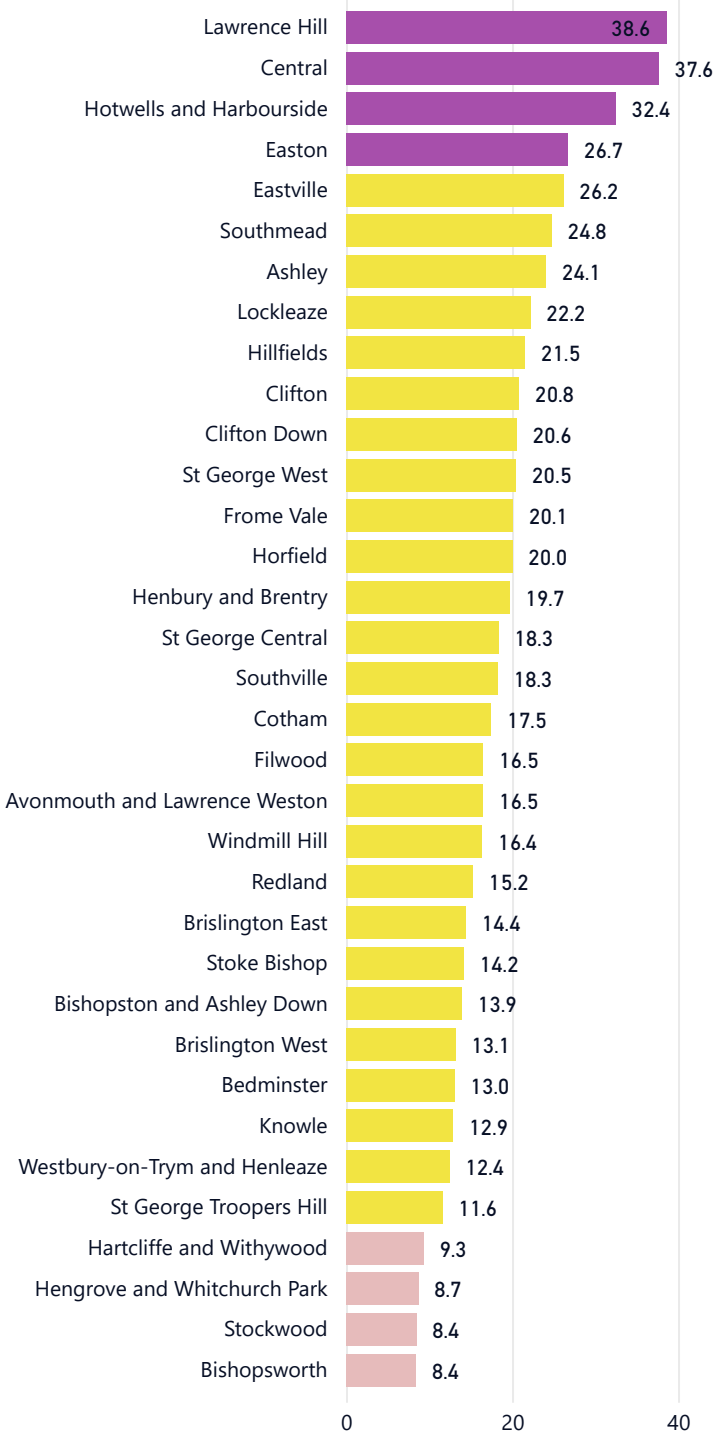 Lawrence Hill 38.6
Central 37.6
Hotwells and Harbourside 32.4
Easton 26.7
Eastville 26.2
Southmead 24.8
Ashley 24.1
Lockleaze 22.2
Hillfields 21.5
Clifton 20.8
Clifton Down 20.6
St George West 20.5
Frome Vale 20.1
Horfield 20.0
Henbury and Brentry 19.7
St George Central 18.3
Southville 18.3
Cotham 17.5
Filwood 16.5
Avonmouth and Lawrence Weston 16.5
Windmill Hill 16.4
Redland 15.2
Brislington East 14.4
Stoke Bishop 14.2
Bishopston and Ashley Down 13.9
Brislington West 13.1
Bedminster 13.0
Knowle 12.9
Westbury-on-Trym and Henleaze 12.4
St George Troopers Hill 11.6
Hartcliffe and Withywood 9.3
Hengrove and Whitchurch Park 8.7
Stockwood 8.4
Bishopsworth 8.4
0 20 40